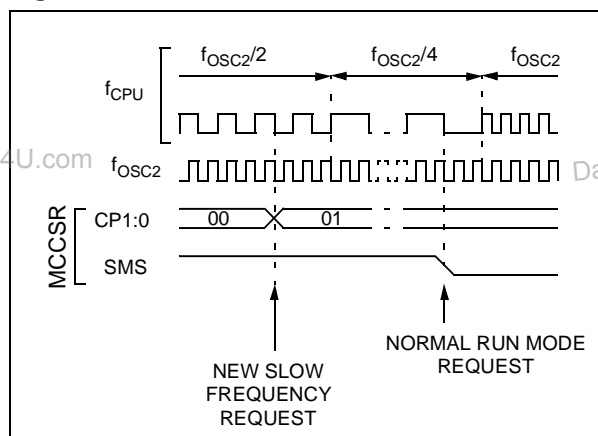 fOSC2/2 fOSC2/4 fOSC2
fCPU
4U.com
fOSC2
Da
MCCSR
CP1:0 00 01
SMS
NEW SLOW
FREQUENCY
REQUEST
NORMAL RUN MODE
REQUEST